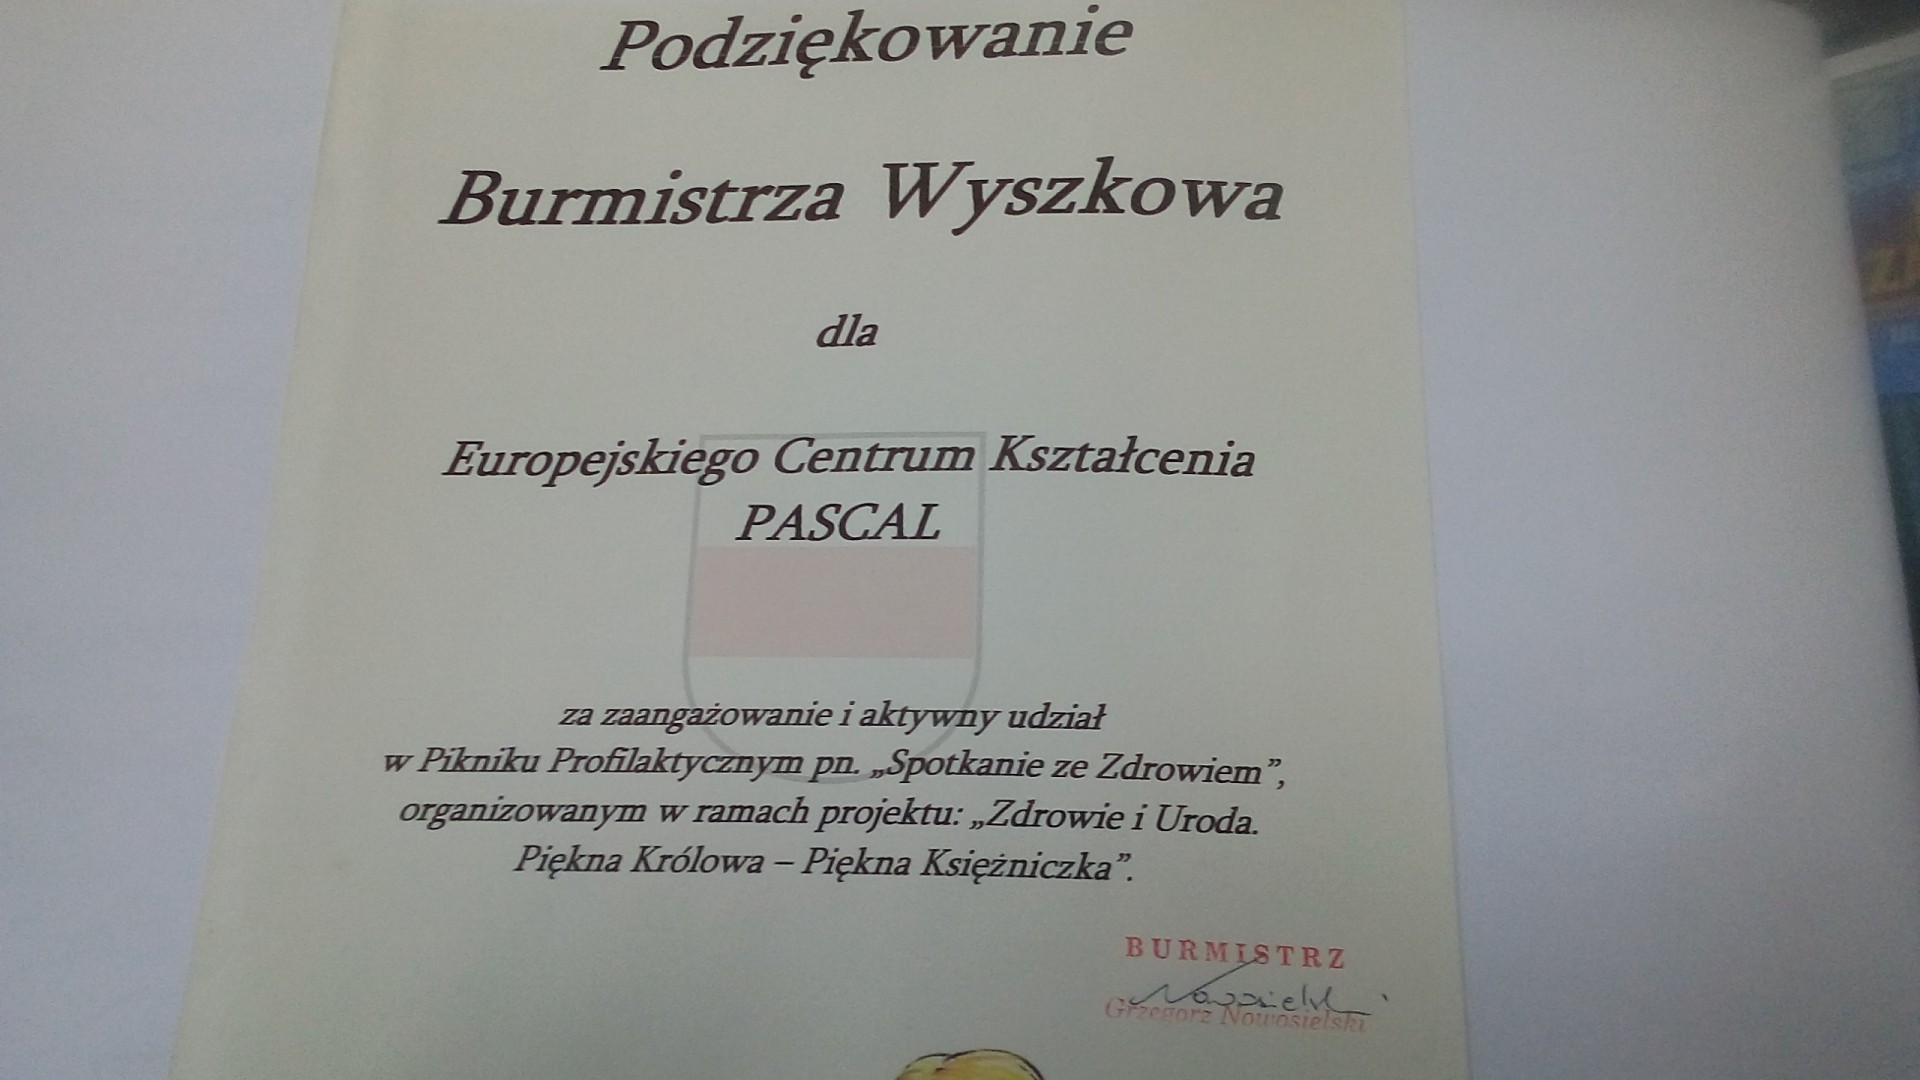 Podziękowanie
Burmistrza Wyszkowa
dla
Europejskiego Centrum Kształcenia
PASCAL
za zaangażowanie i aktywny udział
w Pikniku Profilaktycznym pn. „Spotkanie ze Zdrowiem”,
organizowanym w ramach projektu: „Zdrowie i Uroda.
Piękna Królowa – Piękna Księżniczka”.
BURMISTRZ
Grzegorz Nowosielski